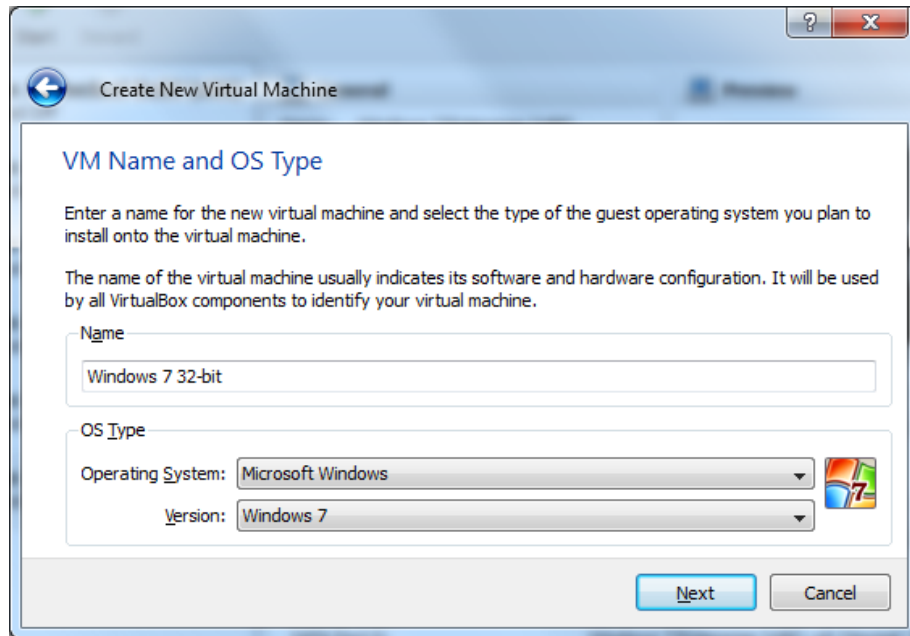 Create New Virtual Machine
VM Name and OS Type
Enter a name for the new virtual machine and select the type of the guest operating system you plan to
install onto the virtual machine.
The name of the virtual machine usually indicates its software and hardware configuration. It will be used
by all VirtualBox components to identify your virtual machine.
Name
Windows 7 32-bit
OS Type
Operating System: Microsoft Windows
7
Version: Windows 7
Next Cancel